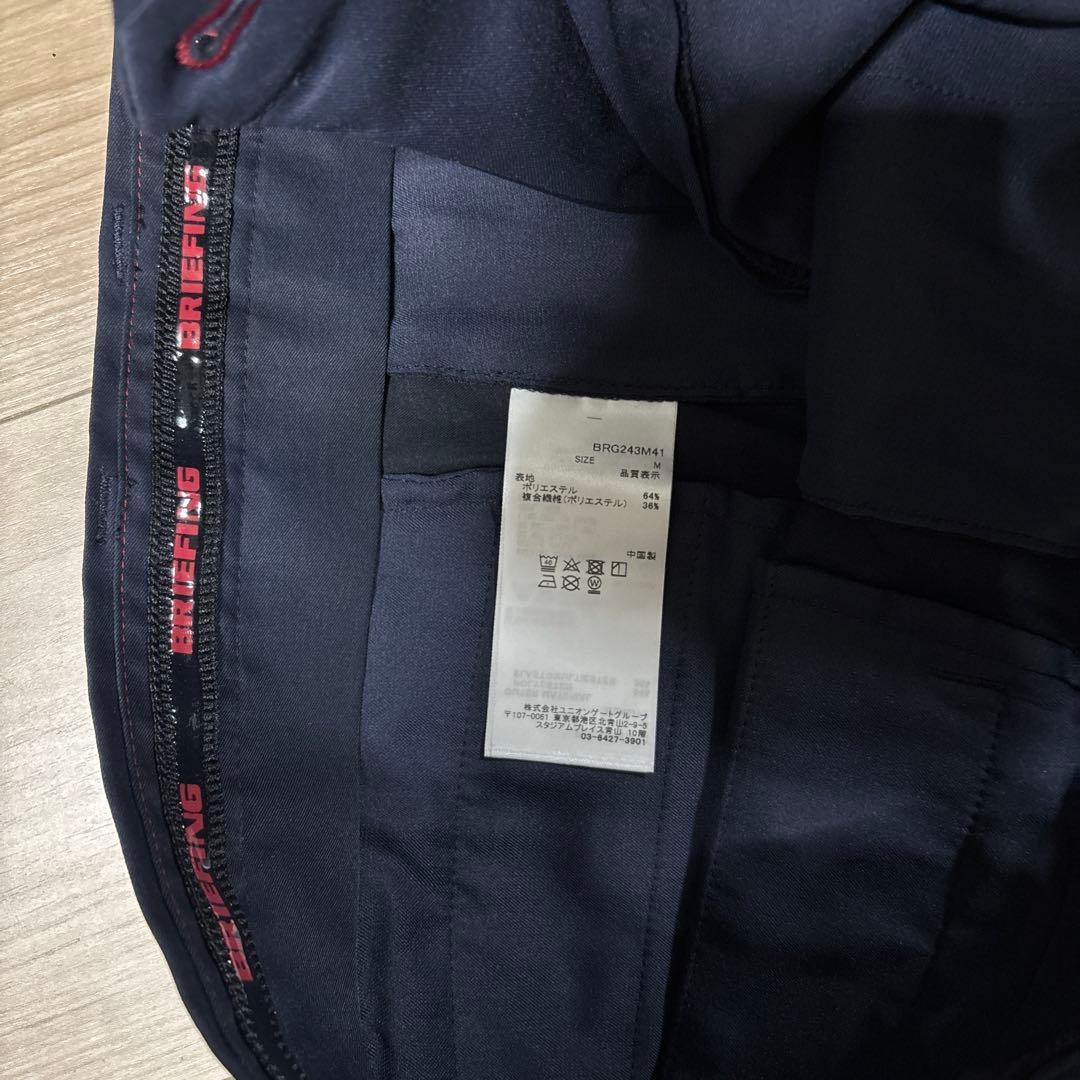 BRIEFING
BRIEFING
BRIEFING
BRG243M41
SIZE M
品質表示
表地
ポリエステル 64%
複合繊維(ポリエステル) 36%
中国製
40
W
株式会社ユニオンゲートグループ
〒107-0061 東京都港区北青山2-9-5
スタジアムプレイス青山 10階
03-6427-3901